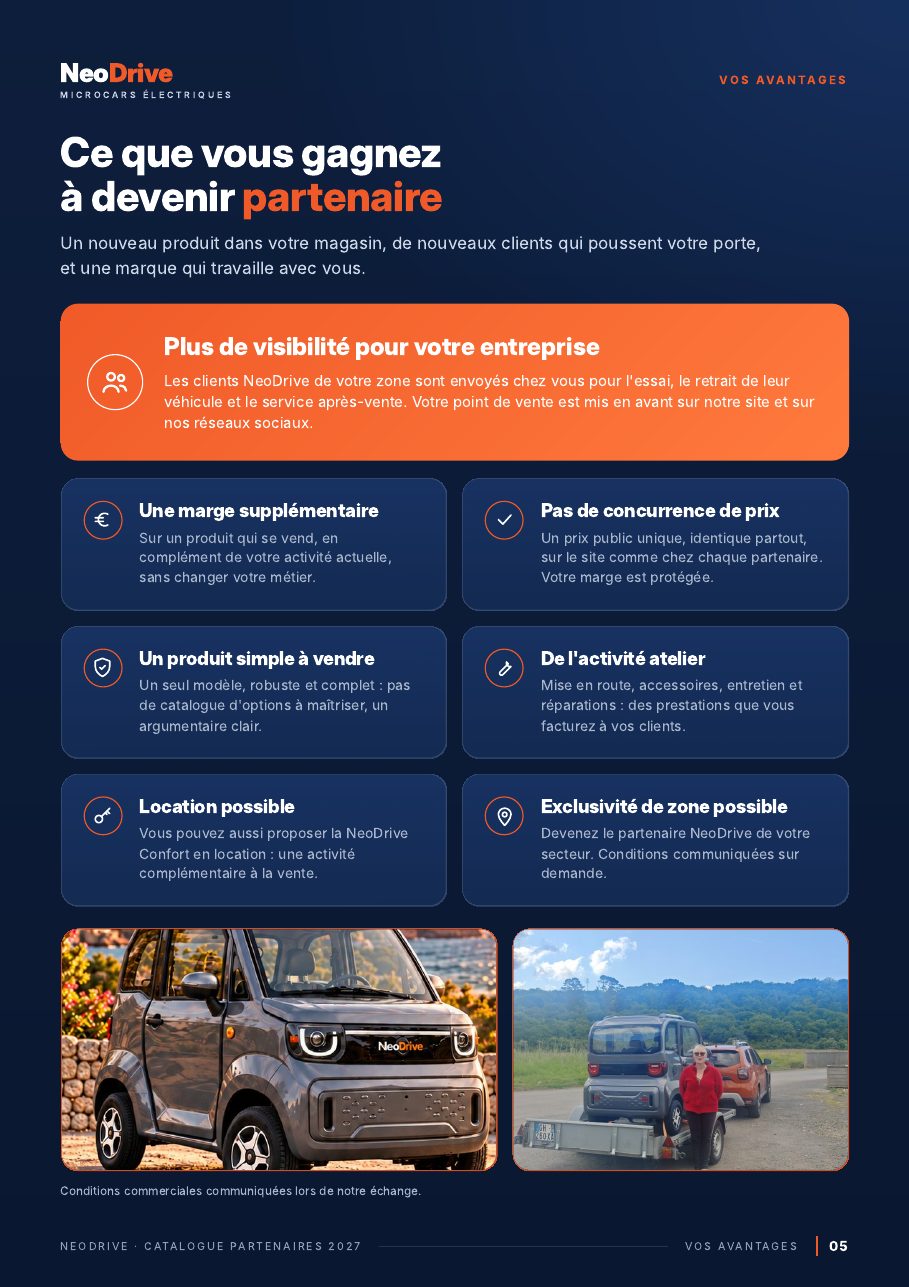 NeoDrive
MICROCARS ÉLECTRIQUES
VOS AVANTAGES
Ce que vous gagnez
à devenir partenaire
Un nouveau produit dans votre magasin, de nouveaux clients qui poussent votre porte,
et une marque qui travaille avec vous.
Plus de visibilité pour votre entreprise
Les clients NeoDrive de votre zone sont envoyés chez vous pour l'essai, le retrait de leur
véhicule et le service après-vente. Votre point de vente est mis en avant sur notre site et sur
nos réseaux sociaux.
Une marge supplémentaire
Sur un produit qui se vend, en
complément de votre activité actuelle,
sans changer votre métier.
Pas de concurrence de prix
Un prix public unique, identique partout,
sur le site comme chez chaque partenaire.
Votre marge est protégée.
Un produit simple à vendre
Un seul modèle, robuste et complet : pas
de catalogue d'options à maîtriser, un
argumentaire clair.
De l'activité atelier
Mise en route, accessoires, entretien et
réparations : des prestations que vous
facturez à vos clients.
Location possible
Vous pouvez aussi proposer la NeoDrive
Confort en location : une activité
complémentaire à la vente.
Exclusivité de zone possible
Devenez le partenaire NeoDrive de votre
secteur. Conditions communiquées sur
demande.
NeoDrive
Conditions commerciales communiquées lors de notre échange.
NEODRIVE · CATALOGUE PARTENAIRES 2027
VOS AVANTAGES
05